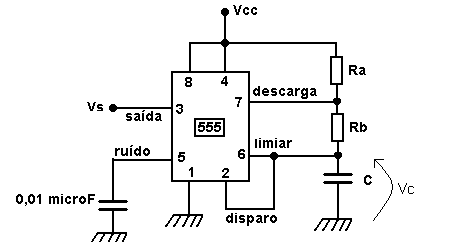 Vcc
8 4
Ra
7 descarga
Vs
saída 3
555
Rb
ruído 5
6 limiar
1 2
C
Vc
0,01 microF
disparo